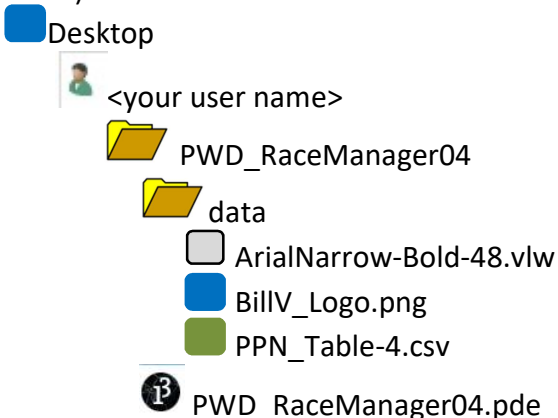 Desktop
<your user name>
PWD_RaceManager04
data
ArialNarrow-Bold-48.vlw
BillV_Logo.png
PPN_Table-4.csv
PWD_RaceManager04.pde